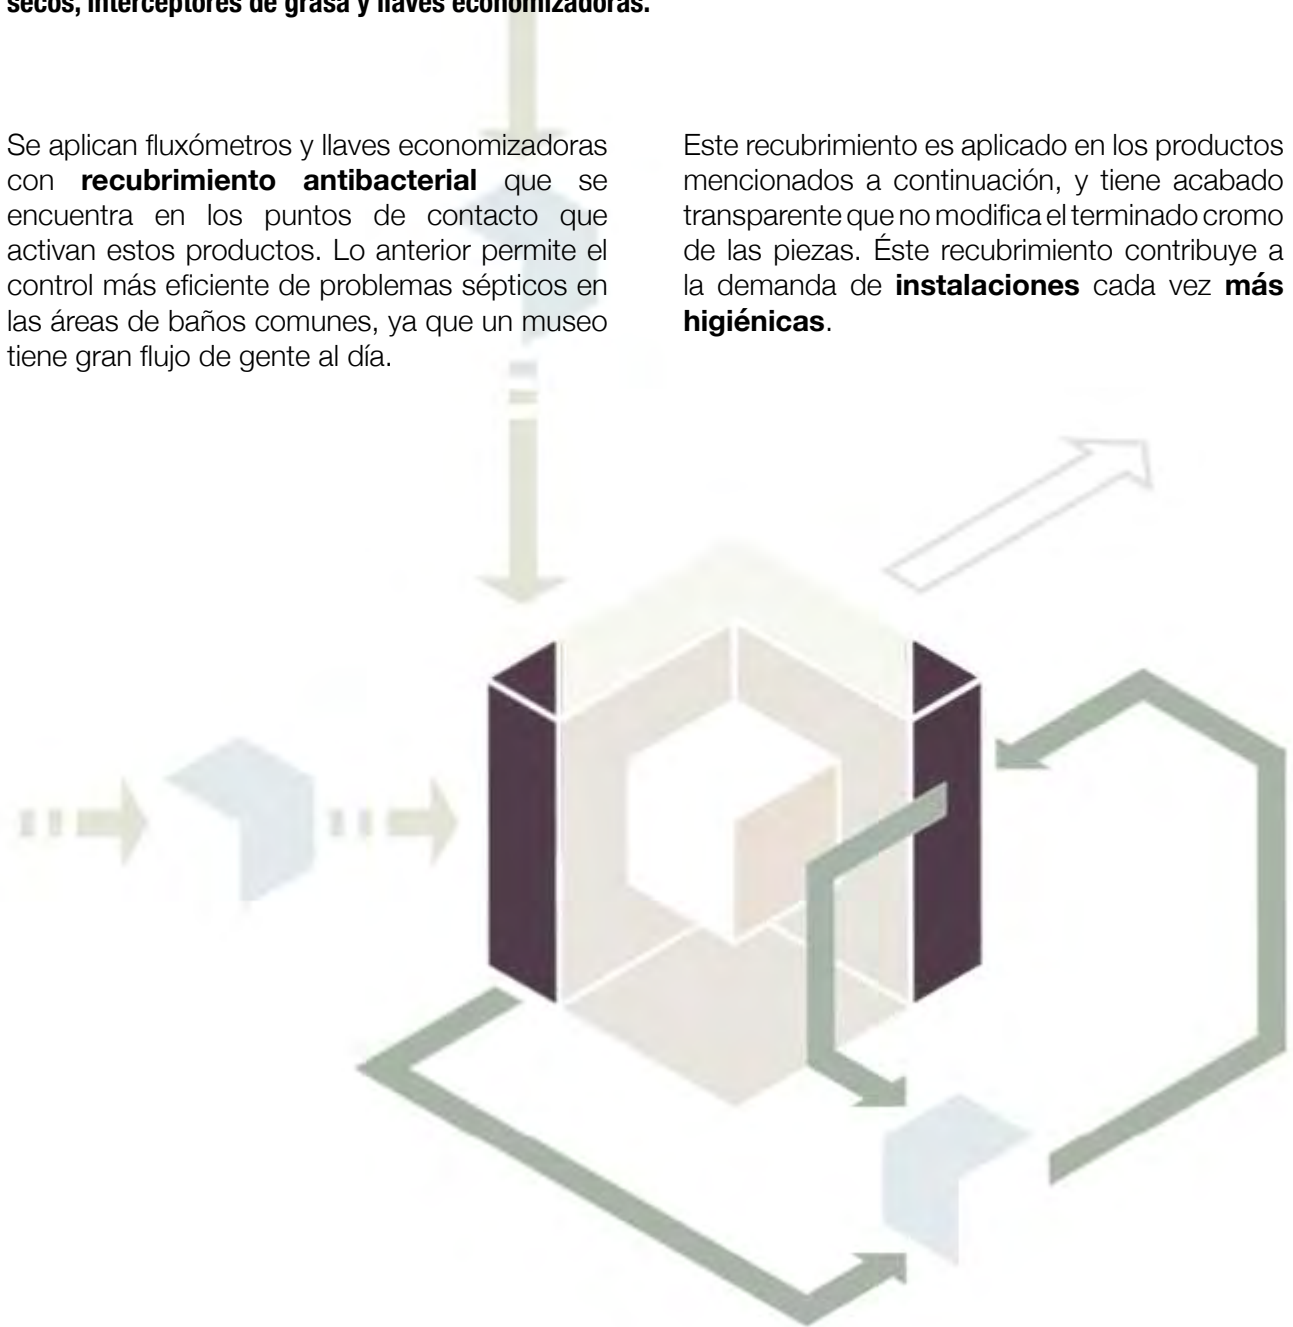 secos, interceptores de grasa y llaves economizadoras.
Se aplican fluxómetros y llaves economizadoras
con recubrimiento antibacterial que se
encuentra en los puntos de contacto que
activan estos productos. Lo anterior permite el
control más eficiente de problemas sépticos en
las áreas de baños comunes, ya que un museo
tiene gran flujo de gente al día.
Este recubrimiento es aplicado en los productos
mencionados a continuación, y tiene acabado
transparente que no modifica el terminado cromo
de las piezas. Éste recubrimiento contribuye a
la demanda de instalaciones cada vez más
higiénicas.